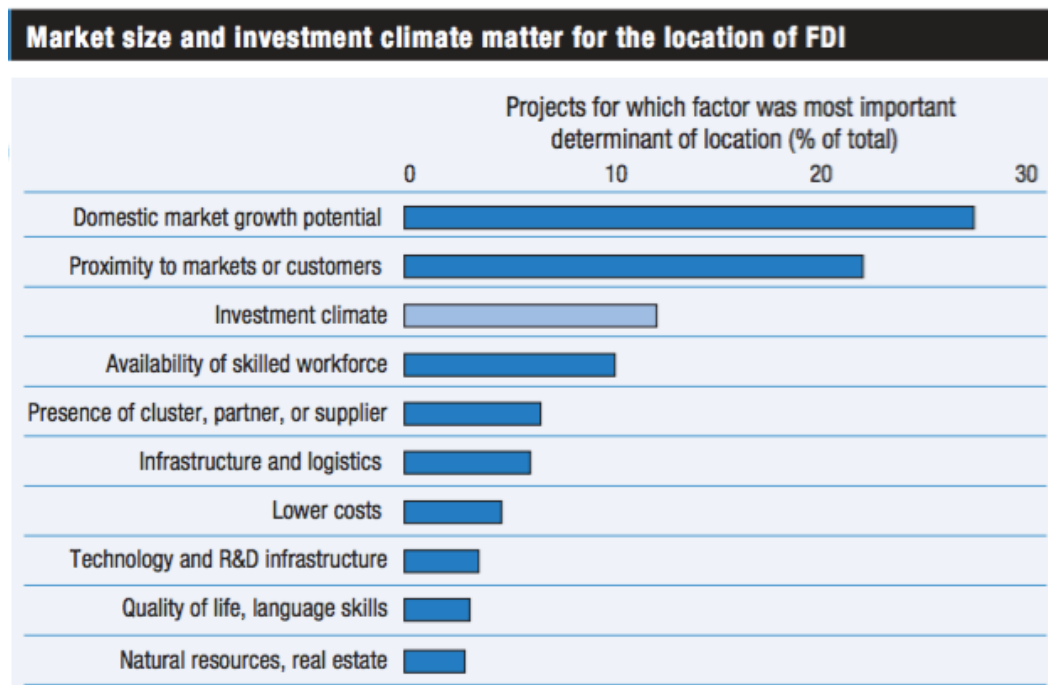 Market size and investment climate matter for the location of FDI
Projects for which factor was most important
determinant of location (% of total)
0 10 20 30
Domestic market growth potential
Proximity to markets or customers
Investment climate
Availability of skilled workforce
Presence of cluster, partner, or supplier
Infrastructure and logistics
Lower costs
Technology and R&D infrastructure
Quality of life, language skills
Natural resources, real estate